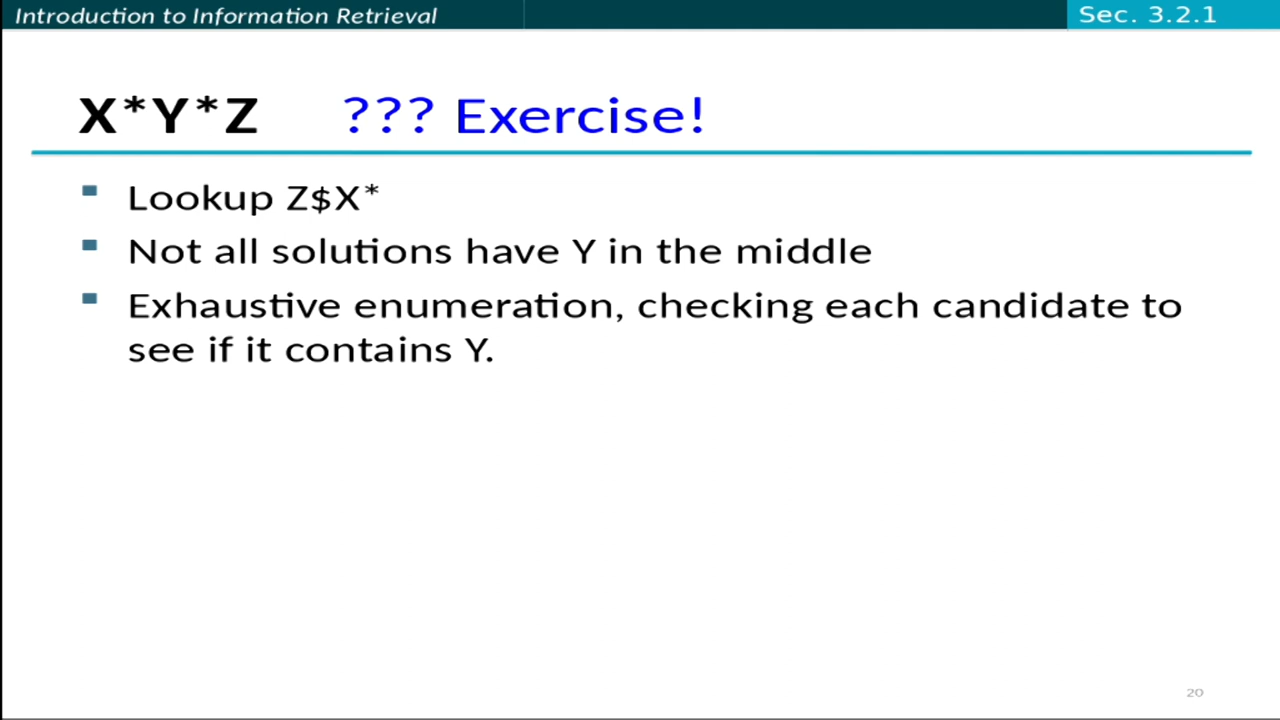 Introduction to Information Retrieval
Sec. 3.2.1
X*Y*Z ??? Exercise!
Lookup Z$X*
Not all solutions have Y in the middle
Exhaustive enumeration, checking each candidate to
see if it contains Y.
20